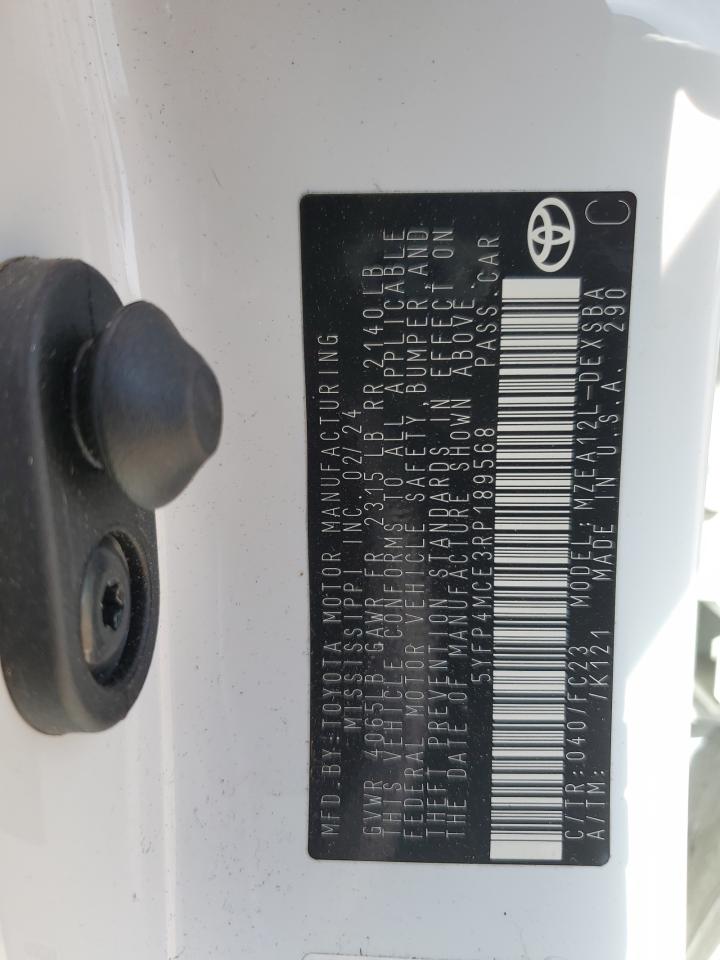 MFD.BY:TOYOTA MOTOR MANUFACTURING
MISSISSIPPI INC. 02/24
GVWR 4065LB GAWR FR 2315 LB RR 2140LB
THIS VEHICLE CONFORMS TO ALL APPLICABLE
FEDERAL MOTOR VEHICLE SAFETY, BUMPER, AND
THEFT PREVENTION STANDARDS IN EFFECT ON
THE DATE OF MANUFACTURE SHOWN ABOVE.
5YFP4MCE3RP189568 PASS.CAR
C/TR:040/FC23 MODEL:MZEA12L-DEXSBA
A/TM: /K121 MADE IN U.S.A. 290
C